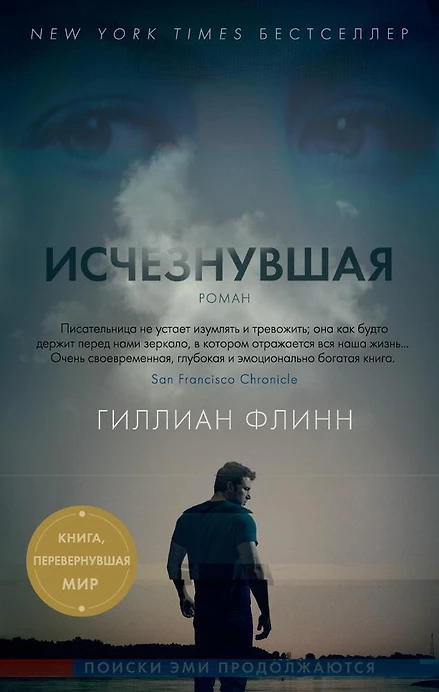 NEW YORK TIMES БЕСТСЕЛЛЕР
ИСЧЕЗНУВШАЯ
РОМАН
Писательница не устает изумлять и тревожить; она как будто
держит перед нами зеркало, в котором отражается вся наша жизнь...
Очень своевременная, глубокая и эмоционально богатая книга.
San Francisco Chronicle
ГИЛЛИАН ФЛИНН
КНИГА,
ПЕРЕВЕРНУВШАЯ
МИР
ПОИСКИ ЭМИ ПРОДОЛЖАЮТСЯ